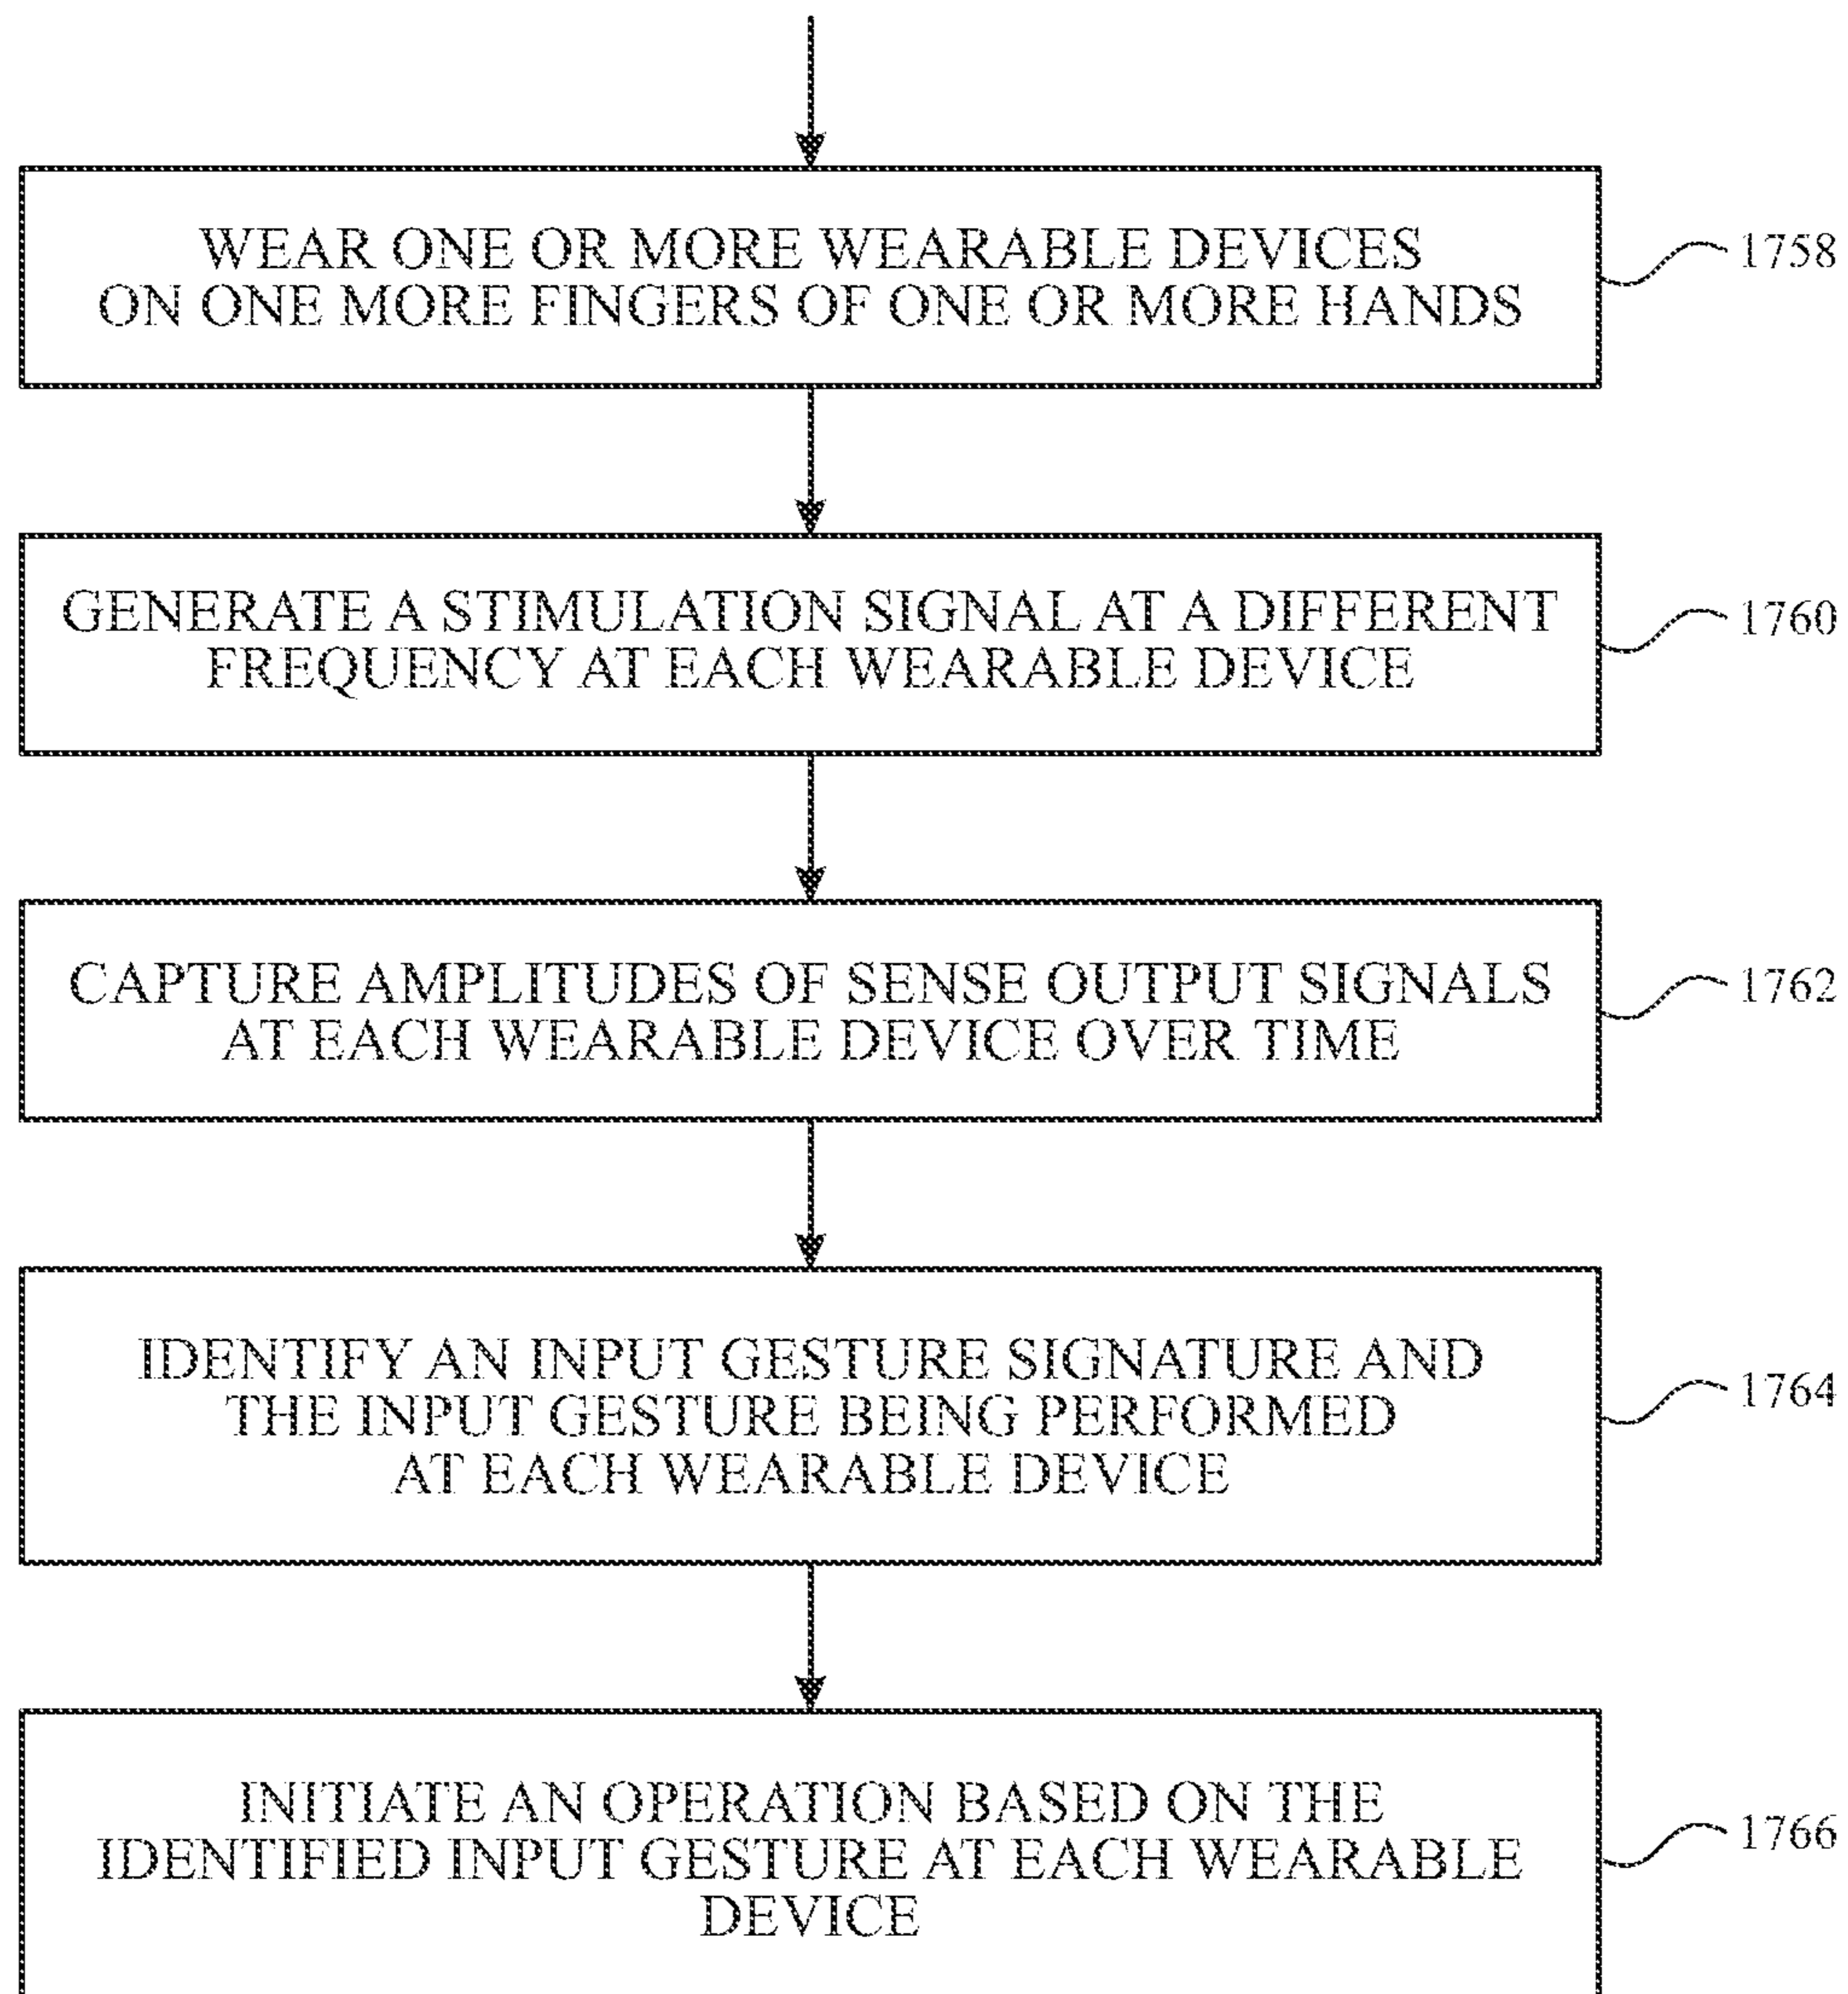 WEAR ONE OR MORE WEARABLE DEVICES
ON ONE MORE FINGERS OF ONE OR MORE HANDS
1758
GENERATE A STIMULATION SIGNAL AT A DIFFERENT
FREQUENCY AT EACH WEARABLE DEVICE
1760
CAPTURE AMPLITUDES OF SENSE OUTPUT SIGNALS
AT EACH WEARABLE DEVICE OVER TIME
1762
IDENTIFY AN INPUT GESTURE SIGNATURE AND
THE INPUT GESTURE BEING PERFORMED
AT EACH WEARABLE DEVICE
1764
INITIATE AN OPERATION BASED ON THE
IDENTIFIED INPUT GESTURE AT EACH WEARABLE
DEVICE
1766